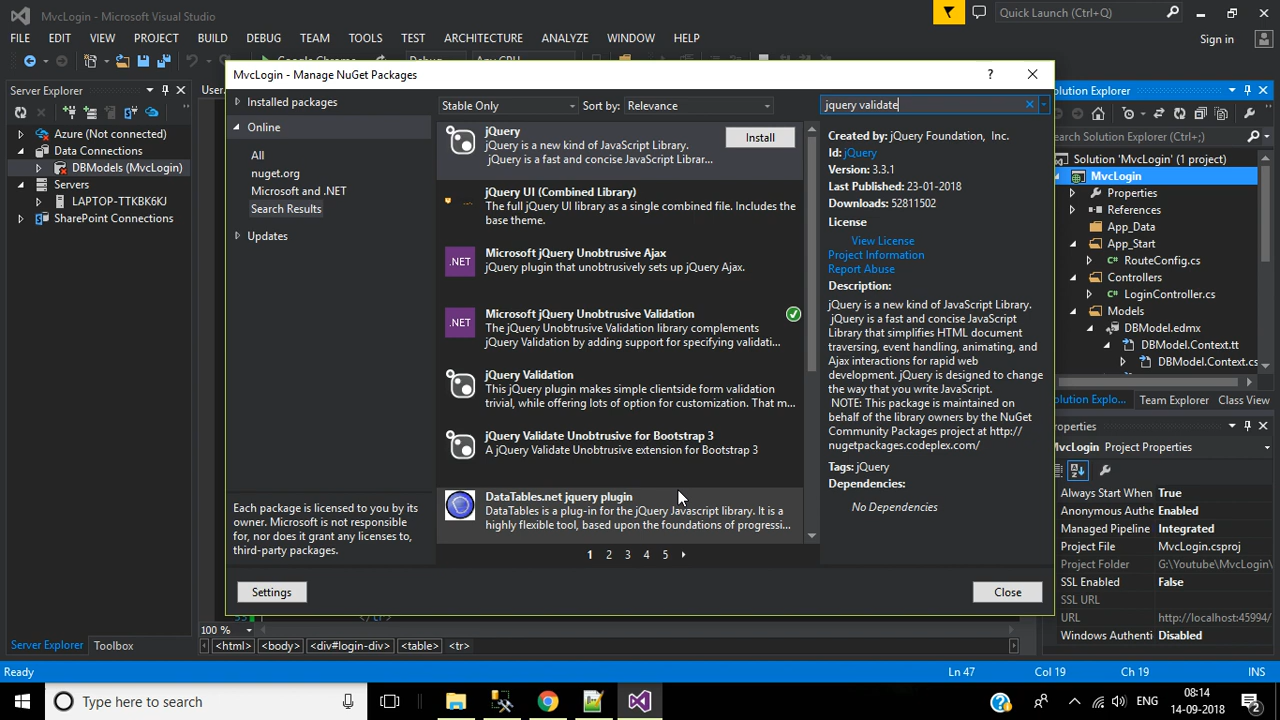 MvcLogin - Microsoft Visual Studio
Quick Launch (Ctrl+Q)
FILE EDIT VIEW PROJECT BUILD DEBUG TEAM TOOLS TEST ARCHITECTURE ANALYZE WINDOW HELP
Sign in
Server Explorer
Azure (Not connected)
Data Connections
DBModels (MvcLogin)
Servers
LAPTOP-TTKBK6KJ
SharePoint Connections
Server Explorer Toolbox
User.
MvcLogin - Manage NuGet Packages
?
Installed packages
Online
All
nuget.org
Microsoft and .NET
Search Results
Updates
Each package is licensed to you by its
owner. Microsoft is not responsible
for, nor does it grant any licenses to,
third-party packages.
Settings
Stable Only
Sort by: Relevance
jQuery
jQuery is a new kind of JavaScript Library.
jQuery is a fast and concise JavaScript Librar...
Install
jQuery UI (Combined Library)
The full jQuery UI library as a single combined file. Includes the
base theme.
.NET
Microsoft jQuery Unobtrusive Ajax
jQuery plugin that unobtrusively sets up jQuery Ajax.
.NET
Microsoft jQuery Unobtrusive Validation
The jQuery Unobtrusive Validation library complements
jQuery Validation by adding support for specifying validati...
jQuery Validation
This jQuery plugin makes simple clientside form validation
trivial, while offering lots of option for customization. That m...
jQuery Validate Unobtrusive for Bootstrap 3
A jQuery Validate Unobtrusive extension for Bootstrap 3
DataTables.net jquery plugin
DataTables is a plug-in for the jQuery Javascript library. It is a
highly flexible tool, based upon the foundations of progressi...
1 2 3 4 5
jquery validate
Created by: jQuery Foundation, Inc.
Id: jQuery
Version: 3.3.1
Last Published: 23-01-2018
Downloads: 52811502
License
View License
Project Information
Report Abuse
Description:
jQuery is a new kind of JavaScript Library.
jQuery is a fast and concise JavaScript
Library that simplifies HTML document
traversing, event handling, animating, and
Ajax interactions for rapid web
development. jQuery is designed to change
the way that you write JavaScript.
NOTE: This package is maintained on
behalf of the library owners by the NuGet
Community Packages project at http://
nugetpackages.codeplex.com/
Tags: jQuery
Dependencies:
No Dependencies
Close
olution Explorer
Search Solution Explorer (Ctrl+;)
Solution 'MvcLogin' (1 project)
MvcLogin
Properties
References
App_Data
App_Start
RouteConfig.cs
Controllers
LoginController.cs
Models
DBModel.edmx
DBModel.Context.tt
DBModel.Context.cs
olution Explo... Team Explorer Class View
roperties
MvcLogin Project Properties
Always Start When True
Anonymous Authe Enabled
Managed Pipeline Integrated
Project File MvcLogin.csproj
Project Folder G:\Youtube\MvcLogin\
SSL Enabled False
SSL URL
URL http://localhost:45994/
Windows Authenti Disabled
100 %
<html> <body> <div#login-div> <table> <tr>
Ready
Ln 47 Col 19 Ch 19 INS
Type here to search
ENG
08:14
14-09-2018
2